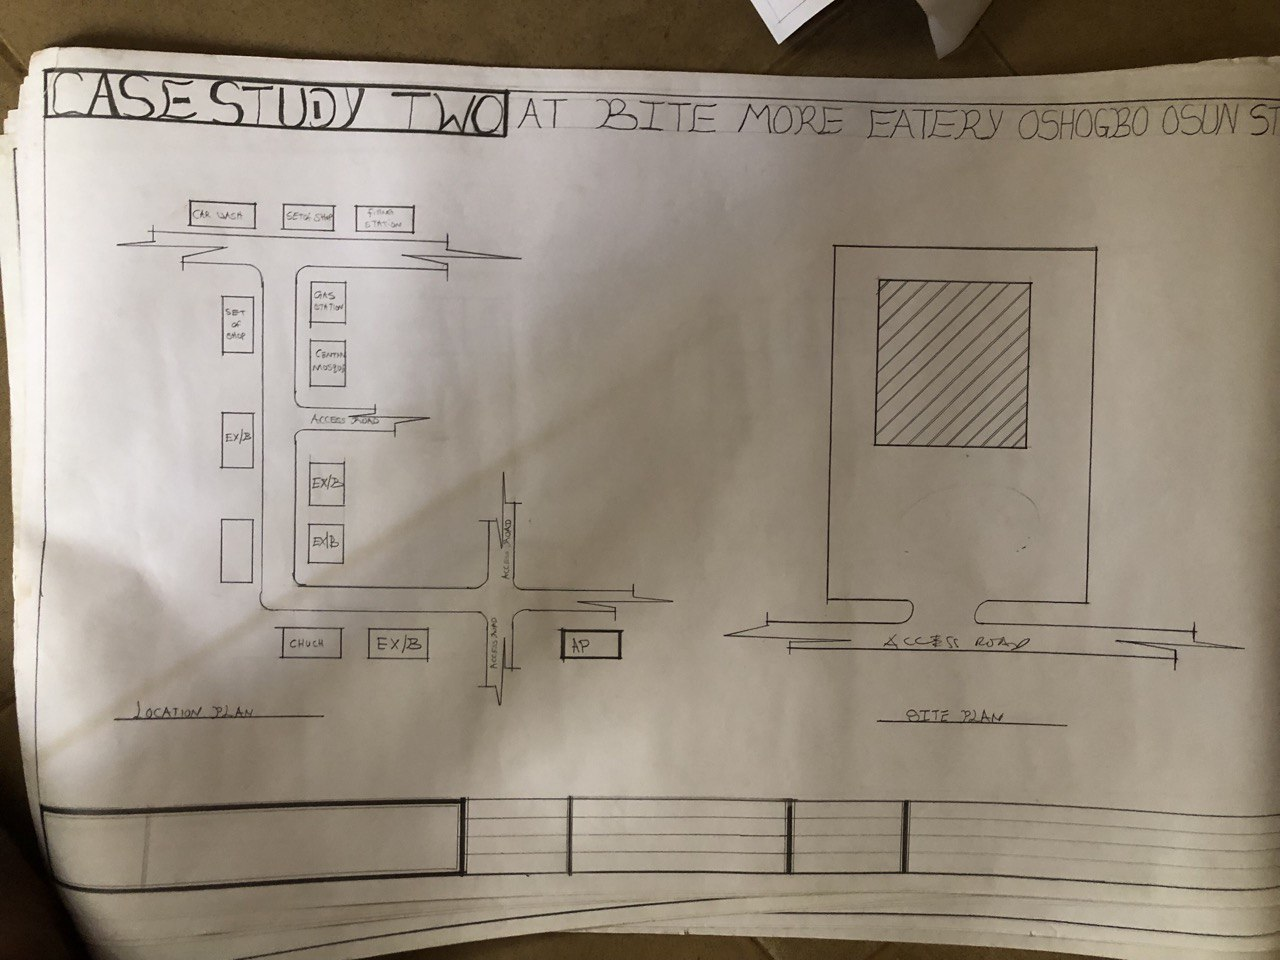 CASE STUDY TWO AT BITE MORE EATERY OSHOGBO OSUN ST
CAR WASH
SET OF SHOP
FILLING
STATION
GAS
STATION
SET
OF
SHOP
MOSQUE
ACCESS ROAD
EX/B
EX/B
EX/B
ACCESS ROAD
ACCESS ROAD
CHUCH
EX/B
AP
LOCATION PLAN
ACCESS ROAD
SITE PLAN